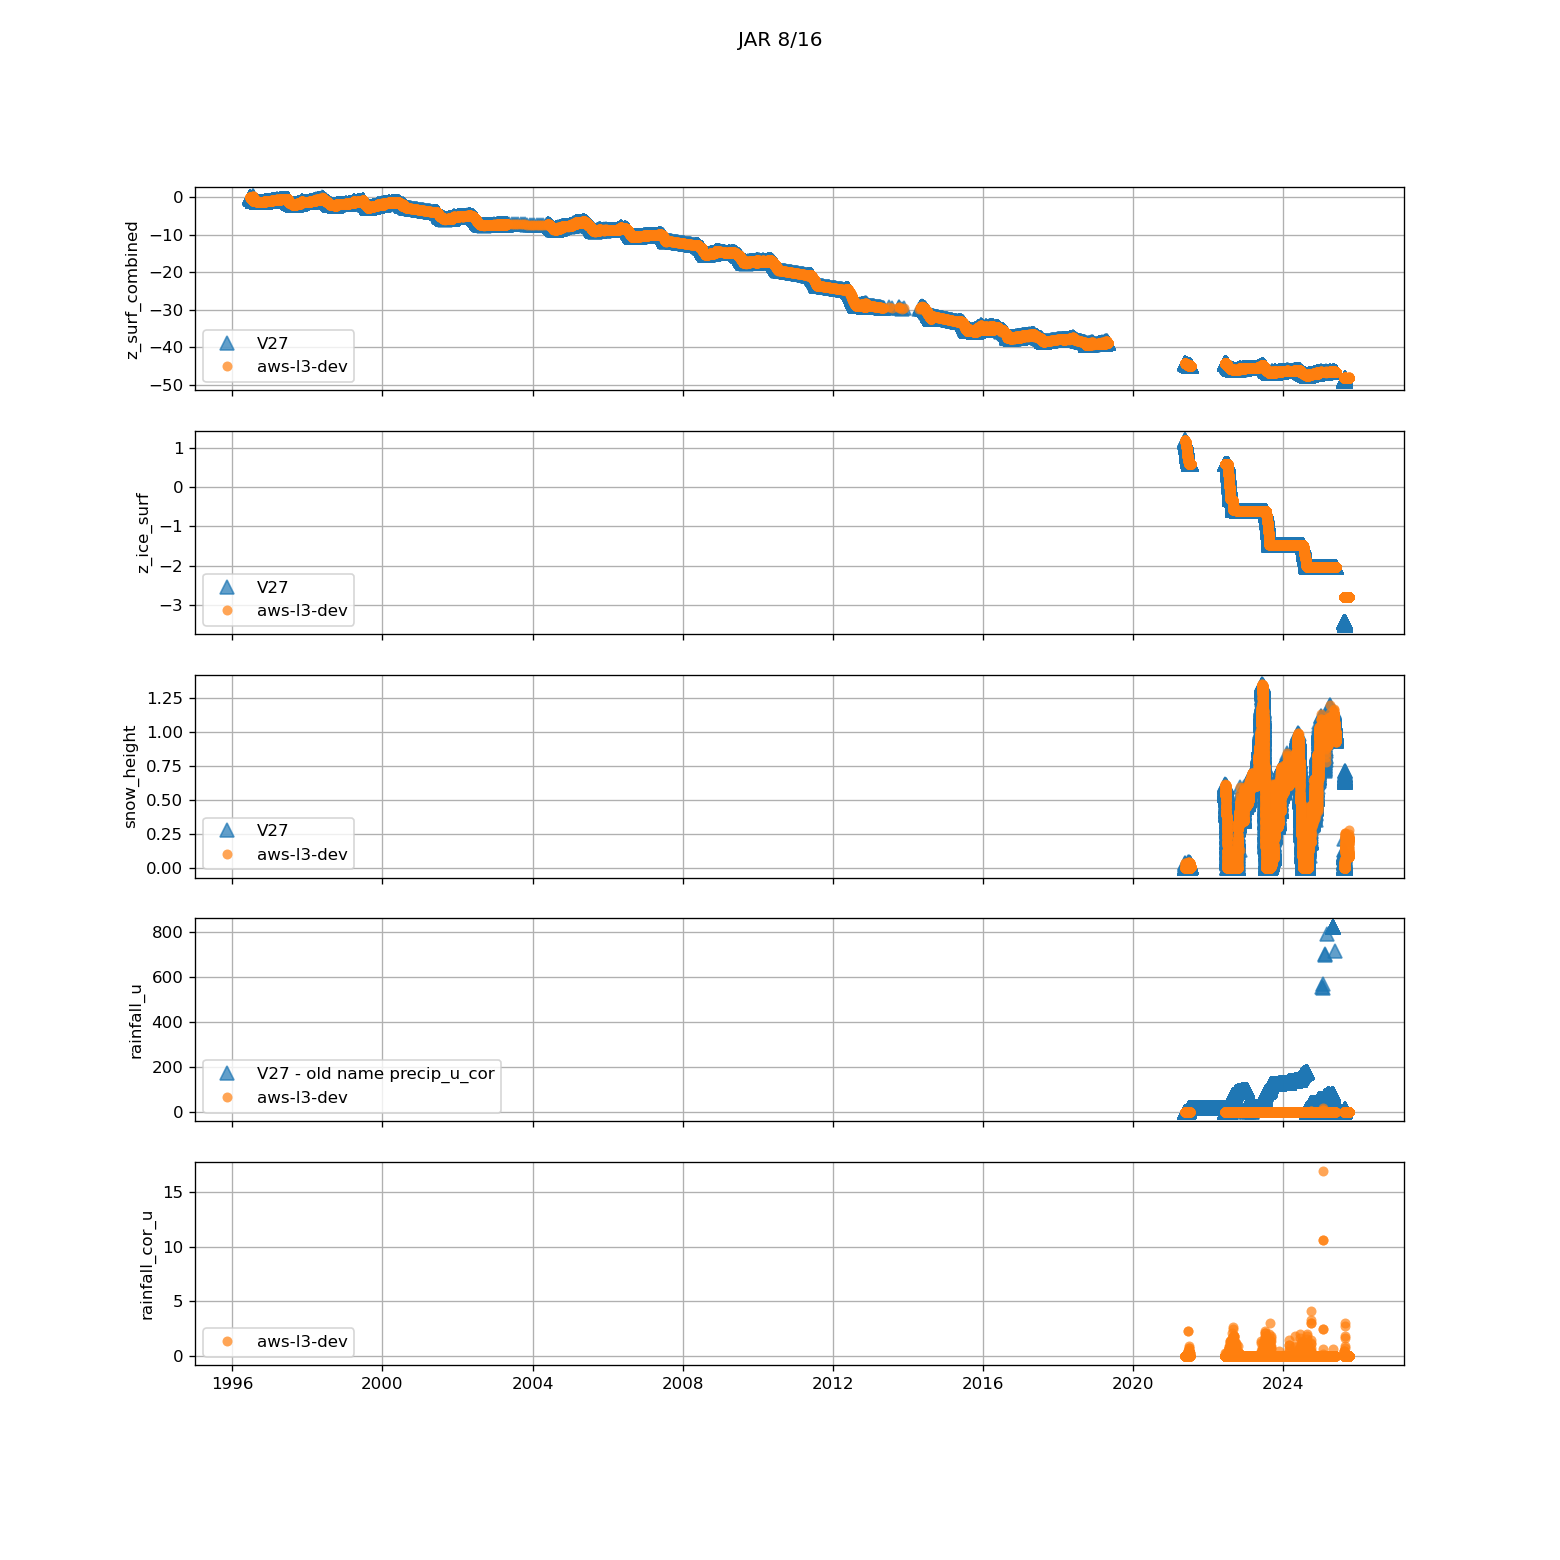 JAR 8/16
z_surf_combined
0
−10
−20
−30
−40
−50
V27
aws-l3-dev
z_ice_surf
1
0
−1
−2
−3
V27
aws-l3-dev
snow_height
1.25
1.00
0.75
0.50
0.25
0.00
V27
aws-l3-dev
rainfall_u
800
600
400
200
0
V27 - old name precip_u_cor
aws-l3-dev
rainfall_cor_u
15
10
5
0
aws-l3-dev
1996 2000 2004 2008 2012 2016 2020 2024